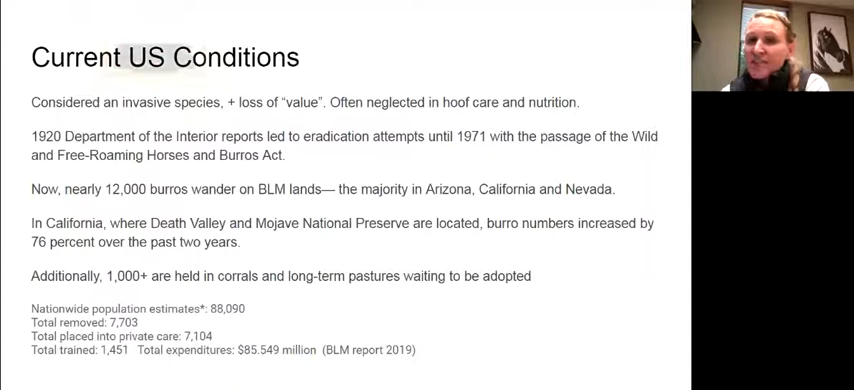 Current US Conditions
Considered an invasive species, + loss of “value”. Often neglected in hoof care and nutrition.
1920 Department of the Interior reports led to eradication attempts until 1971 with the passage of the Wild
and Free-Roaming Horses and Burros Act.
Now, nearly 12,000 burros wander on BLM lands— the majority in Arizona, California and Nevada.
In California, where Death Valley and Mojave National Preserve are located, burro numbers increased by
76 percent over the past two years.
Additionally, 1,000+ are held in corrals and long-term pastures waiting to be adopted
Nationwide population estimates*: 88,090
Total removed: 7,703
Total placed into private care: 7,104
Total trained: 1,451 Total expenditures: $85.549 million (BLM report 2019)